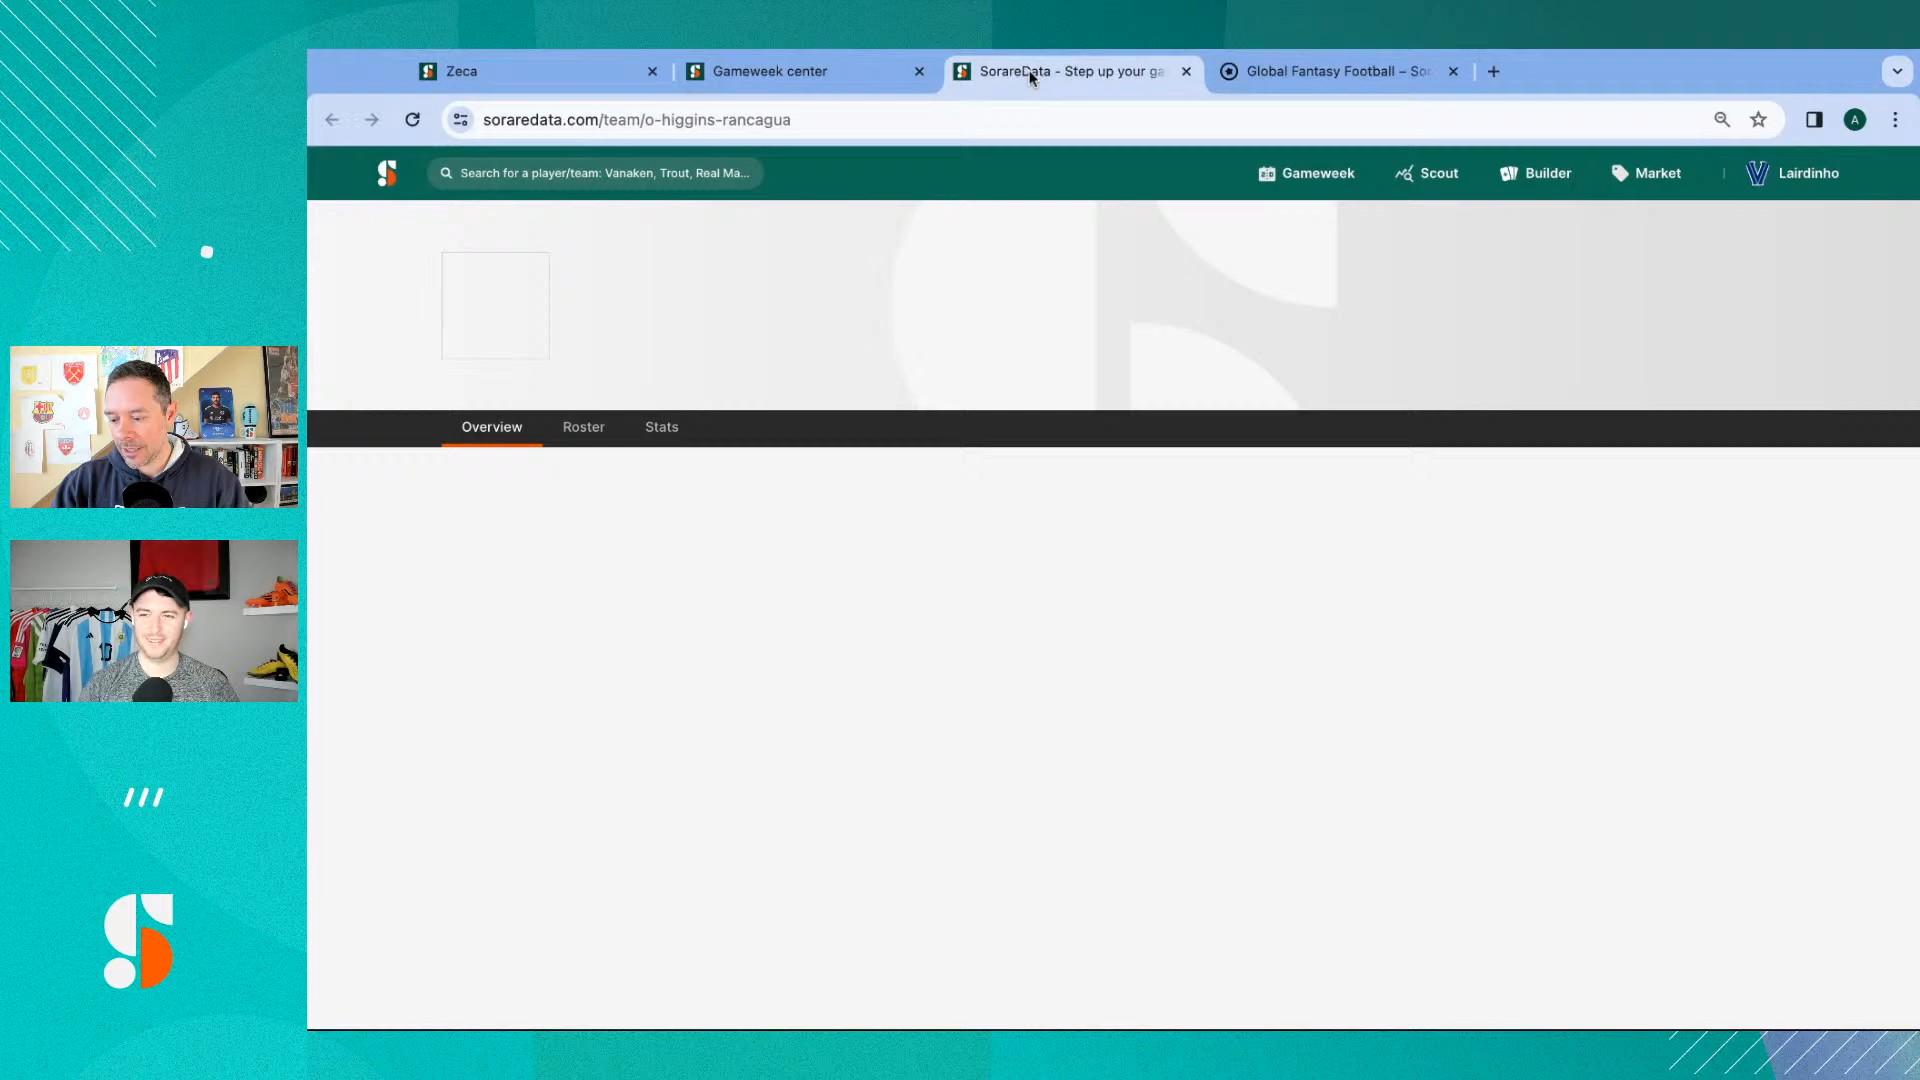 Zeca
Gameweek center
SorareData - Step up your ga
Global Fantasy Football – Sor
soraredata.com/team/o-higgins-rancagua
A
Search for a player/team: Vanaken, Trout, Real Ma...
Gameweek
Scout
Builder
Market
Lairdinho
Overview
Roster
Stats
10